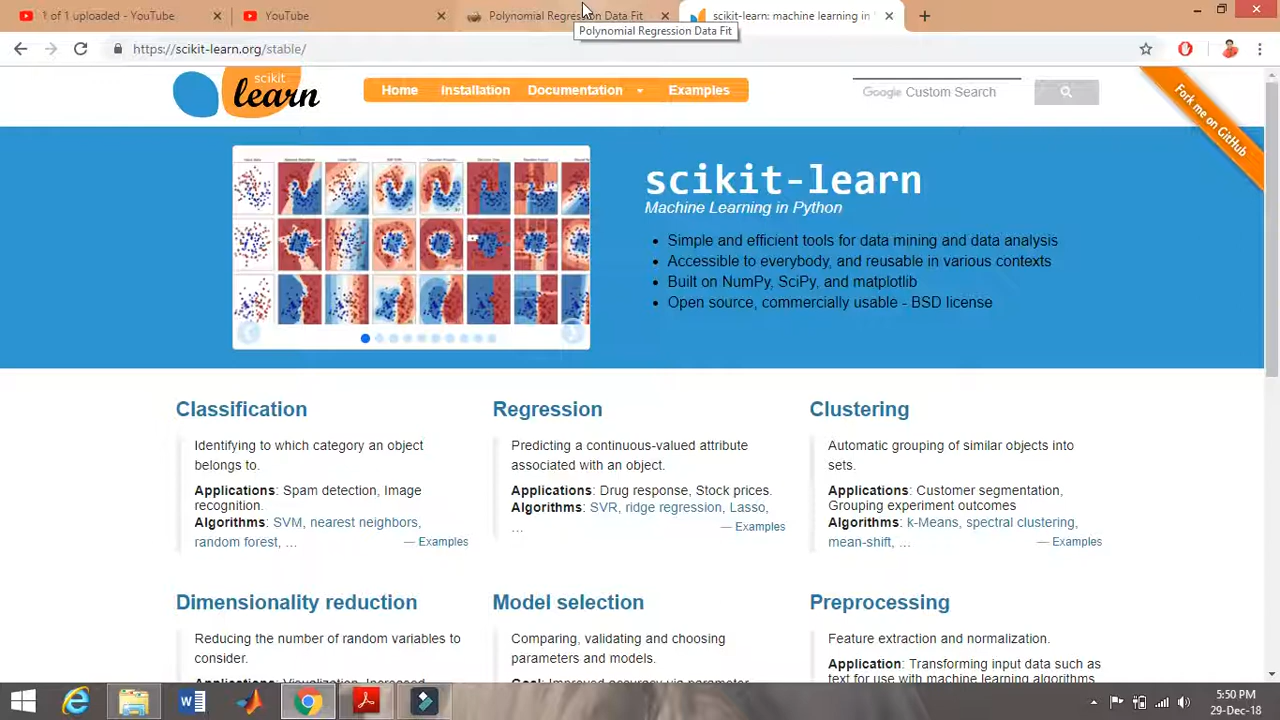 1 of 1 uploaded - YouTube
YouTube
Polynomial Regression Data Fit
scikit-learn: machine learning in
Polynomial Regression Data Fit
https://scikit-learn.org/stable/
scikit
learn
Home Installation Documentation Examples
Google Custom Search
Fork me on GitHub
scikit-learn
Machine Learning in Python
Simple and efficient tools for data mining and data analysis
Accessible to everybody, and reusable in various contexts
Built on NumPy, SciPy, and matplotlib
Open source, commercially usable - BSD license
Classification
Identifying to which category an object
belongs to.
Applications: Spam detection, Image
recognition.
Algorithms: SVM, nearest neighbors,
random forest, ... — Examples
Regression
Predicting a continuous-valued attribute
associated with an object.
Applications: Drug response, Stock prices.
Algorithms: SVR, ridge regression, Lasso,
... — Examples
Clustering
Automatic grouping of similar objects into
sets.
Applications: Customer segmentation,
Grouping experiment outcomes
Algorithms: k-Means, spectral clustering,
mean-shift, ... — Examples
Dimensionality reduction
Reducing the number of random variables to
consider.
Applications: Visualization, Increased
Model selection
Comparing, validating and choosing
parameters and models.
Goal: Improved accuracy via parameter
Preprocessing
Feature extraction and normalization.
Application: Transforming input data such as
text for use with machine learning algorithms
5:50 PM
29-Dec-18